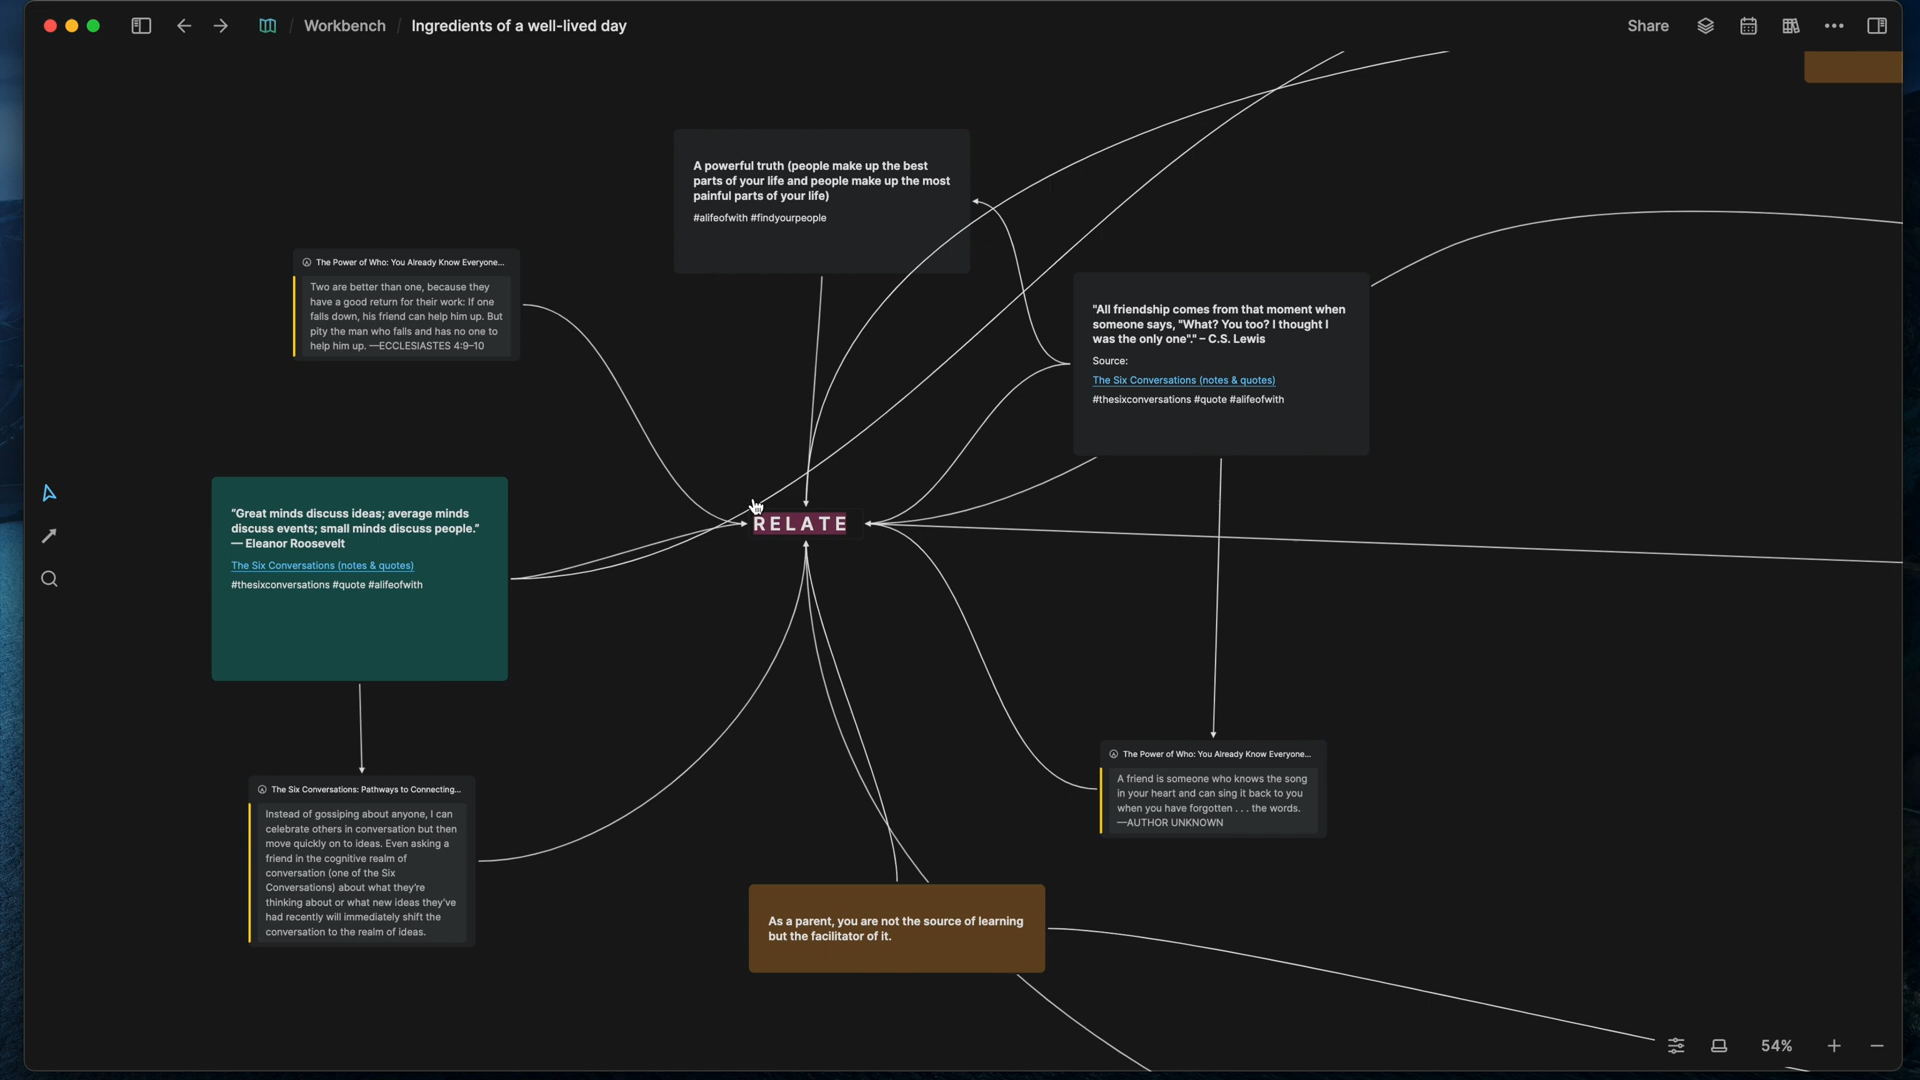 Workbench
Ingredients of a well-lived day
Share
A powerful truth (people make up the best
parts of your life and people make up the most
painful parts of your life)
#alifeofwith #findyourpeople
The Power of Who: You Already Know Everyone...
Two are better than one, because they
have a good return for their work: If one
falls down, his friend can help him up. But
pity the man who falls and has no one to
help him up. —ECCLESIASTES 4:9–10
"All friendship comes from that moment when
someone says, "What? You too? I thought I
was the only one"." – C.S. Lewis
Source:
The Six Conversations (notes & quotes)
#thesixconversations #quote #alifeofwith
RELATE
“Great minds discuss ideas; average minds
discuss events; small minds discuss people.”
— Eleanor Roosevelt
The Six Conversations (notes & quotes)
#thesixconversations #quote #alifeofwith
The Six Conversations: Pathways to Connecting...
Instead of gossiping about anyone, I can
celebrate others in conversation but then
move quickly on to ideas. Even asking a
friend in the cognitive realm of
conversation (one of the Six
Conversations) about what they’re
thinking about or what new ideas they’ve
had recently will immediately shift the
conversation to the realm of ideas.
The Power of Who: You Already Know Everyone...
A friend is someone who knows the song
in your heart and can sing it back to you
when you have forgotten . . . the words.
—AUTHOR UNKNOWN
As a parent, you are not the source of learning
but the facilitator of it.
54%